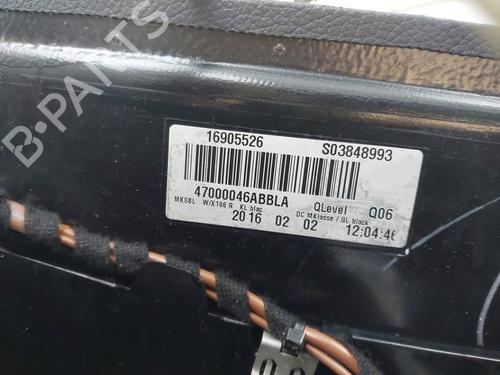 B-PARTS
16905526 S03848993
47000046ABBLA QLevel Q06
MKS8L W/X166 R KL blac DC MKlasse / GL black
2016 02 02 12:04:46